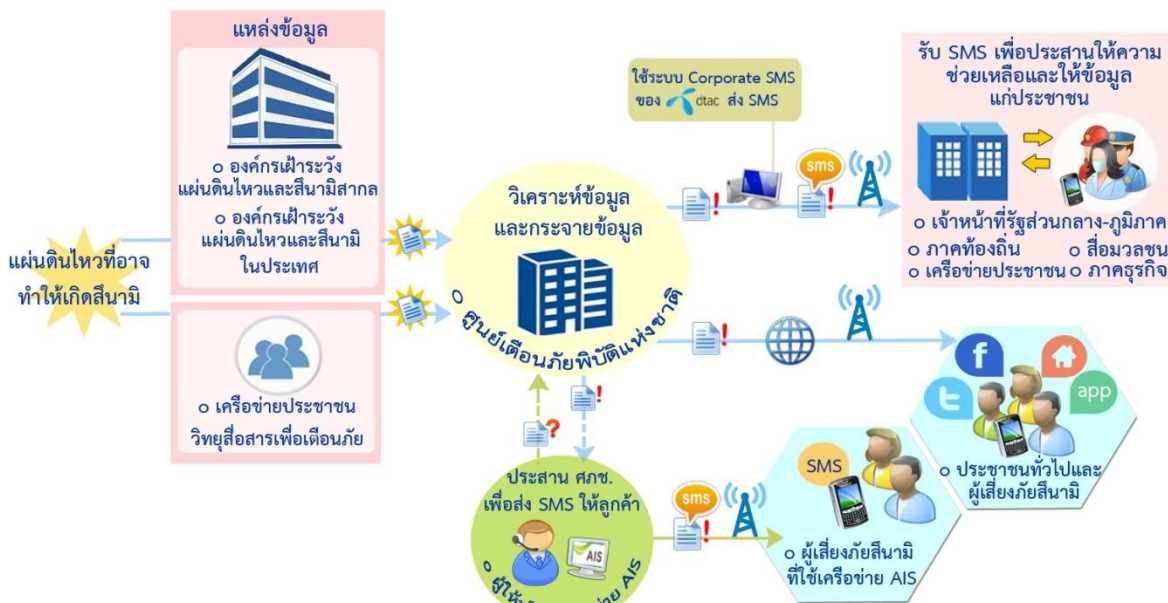 แหล่งข้อมูล
o องค์กรเฝ้าระวัง
แผ่นดินไหวและสึนามิสากล
o องค์กรเฝ้าระวัง
แผ่นดินไหวและสึนามิ
ในประเทศ
แผ่นดินไหวที่อาจ
ทำให้เกิดสึนามิ
o เครือข่ายประชาชน
วิทยุสื่อสารเพื่อเตือนภัย
วิเคราะห์ข้อมูล
และกระจายข้อมูล
o ศูนย์เตือนภัยพิบัติแห่งชาติ
ใช้ระบบ Corporate SMS
ของ dtac ส่ง SMS
!
sms
!
รับ SMS เพื่อประสานให้ความ
ช่วยเหลือและให้ข้อมูล
แก่ประชาชน
o เจ้าหน้าที่รัฐส่วนกลาง-ภูมิภาค
o ภาคท้องถิ่น o สื่อมวลชน
o เครือข่ายประชาชน o ภาคธุรกิจ
!
f
t
app
o ประชาชนทั่วไปและ
ผู้เสี่ยงภัยสึนามิ
?
!
ประสาน ศภช.
เพื่อส่ง SMS ให้ลูกค้า
AIS
o ผู้ให้ ข่าย AIS
sms
!
SMS
o ผู้เสี่ยงภัยสึนามิ
ที่ใช้เครือข่าย AIS